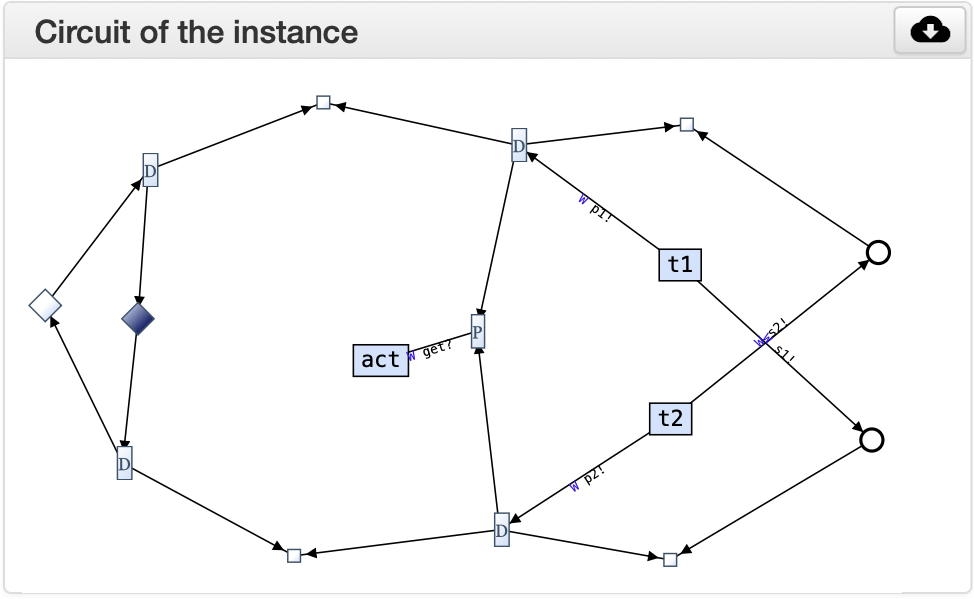 Circuit of the instance
D
D
W p1!
t1
P
act
W get?
W s2!
W s1!
t2
D
W p2!
D